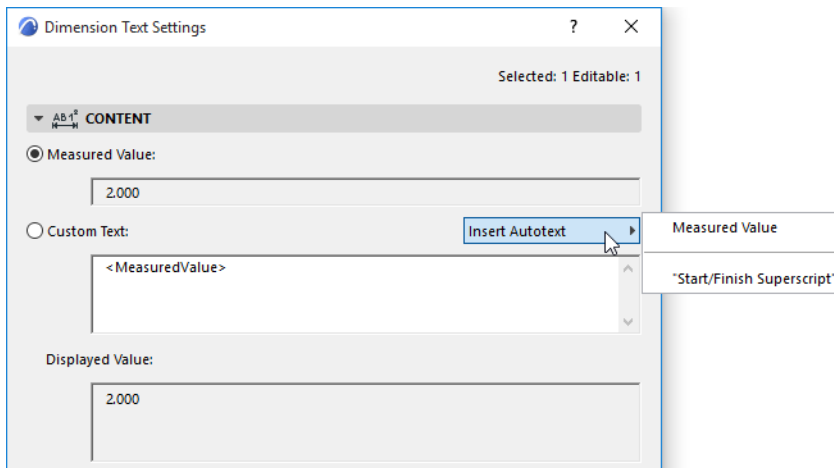 Dimension Text Settings
?
Selected: 1 Editable: 1
AB1²
CONTENT
Measured Value:
2.000
Custom Text:
Insert Autotext
Measured Value
<MeasuredValue>
"Start/Finish Superscript"
Displayed Value:
2.000